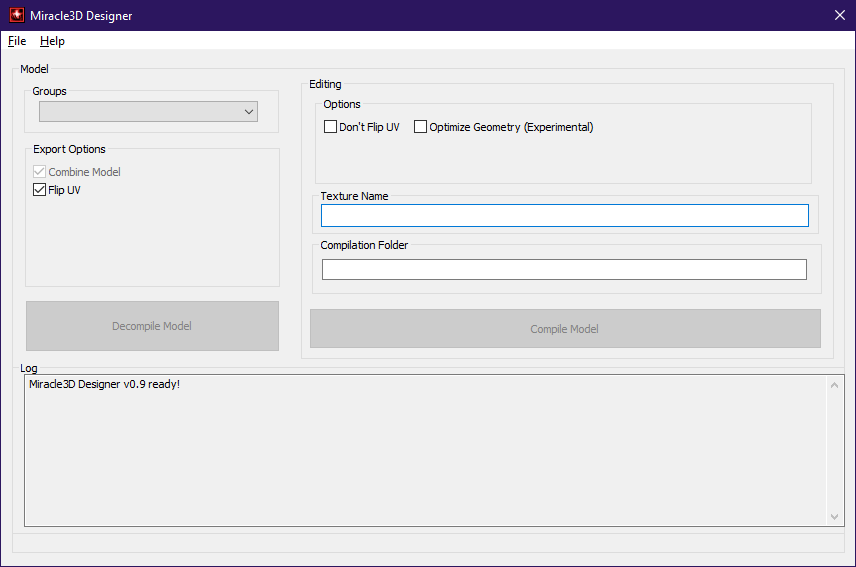 Miracle3D Designer
File Help
Model
Groups
Export Options
Combine Model
Flip UV
Decompile Model
Editing
Options
Don't Flip UV Optimize Geometry (Experimental)
Texture Name
Compilation Folder
Compile Model
Log
Miracle3D Designer v0.9 ready!